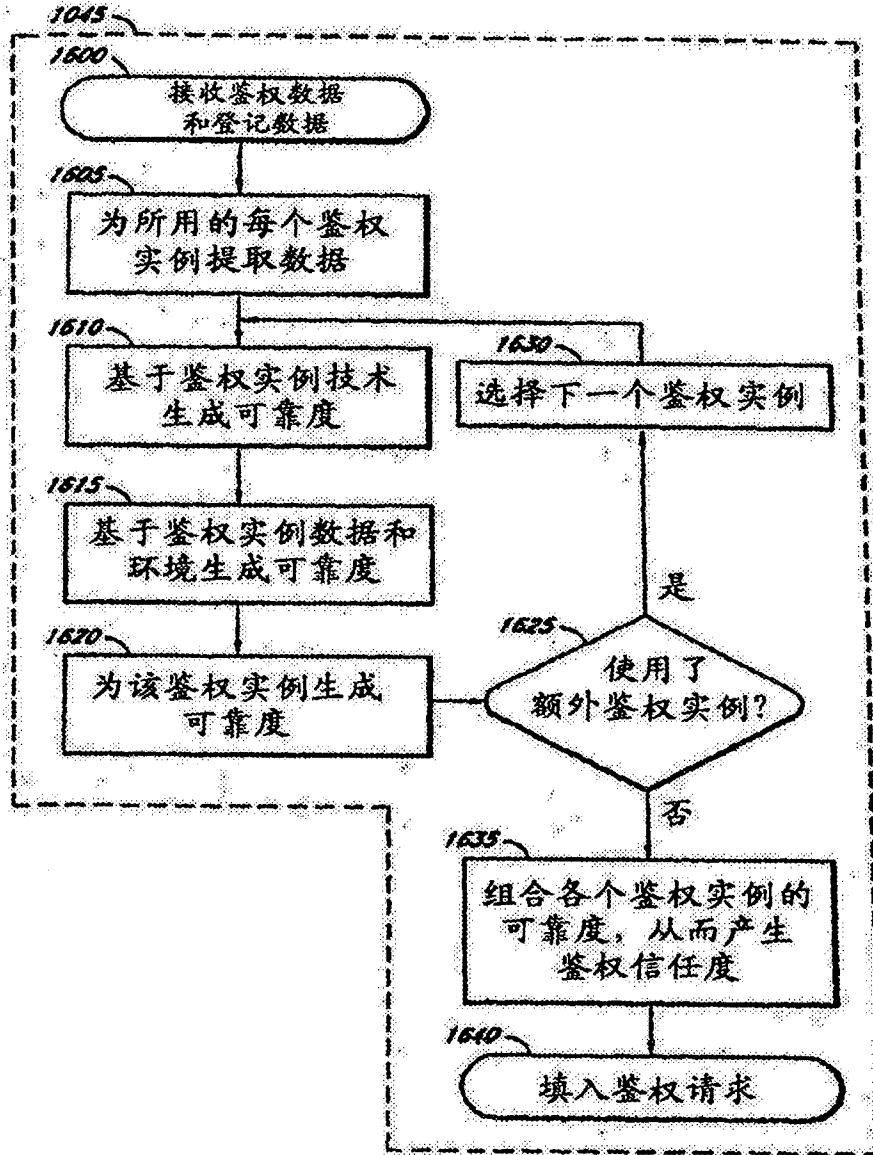 1045
1600
接收鉴权数据
和登记数据
1605
为所用的每个鉴权
实例提取数据
1610
基于鉴权实例技术
生成可靠度
1630
选择下一个鉴权实例
1615
基于鉴权实例数据和
环境生成可靠度
是
1620
为该鉴权实例生成
可靠度
1625
使用了
额外鉴权实例?
否
1635
组合各个鉴权实例的
可靠度，从而产生
鉴权信任度
1640
填入鉴权请求